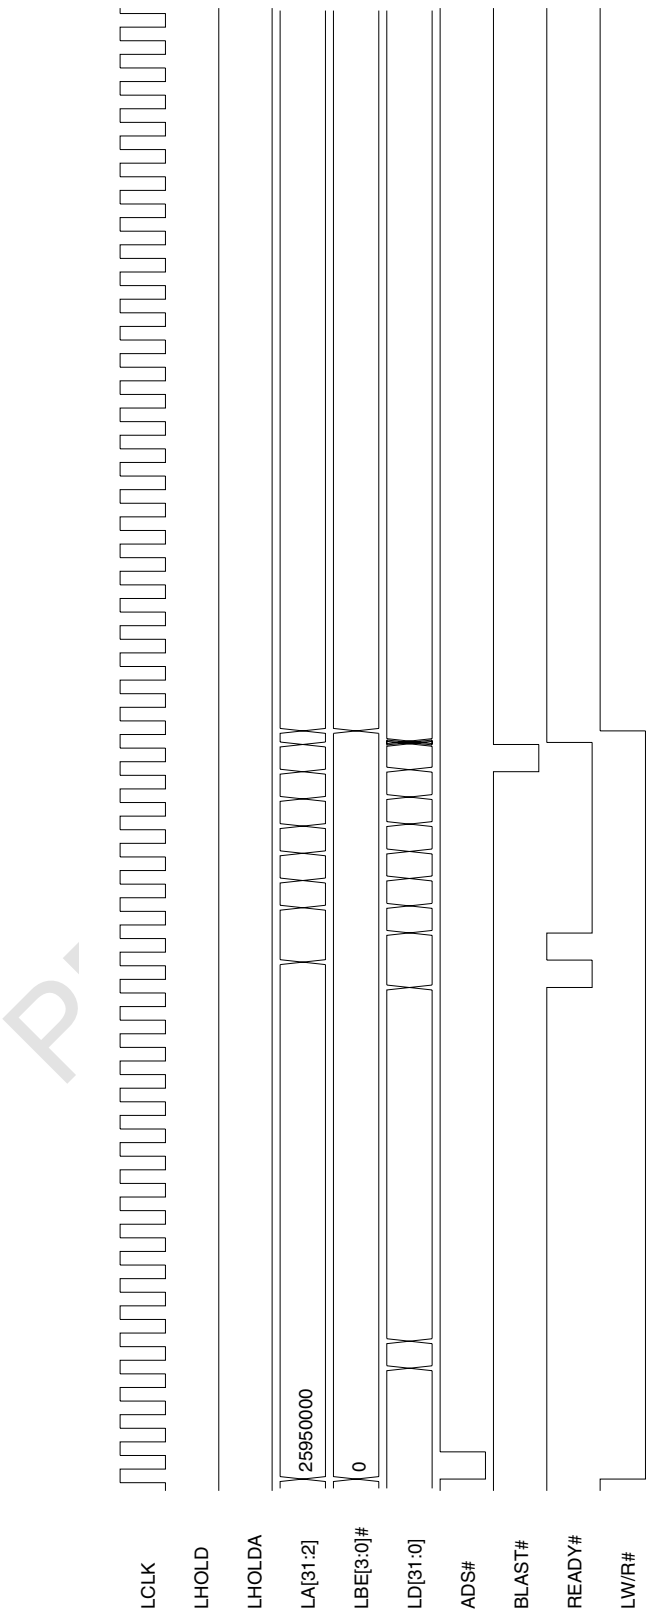 LCLK
LHOLD
LHOLDA
LA[31:2]
25950000
LBE[3:0]#
0
LD[31:0]
ADS#
BLAST#
READY#
LW/R#